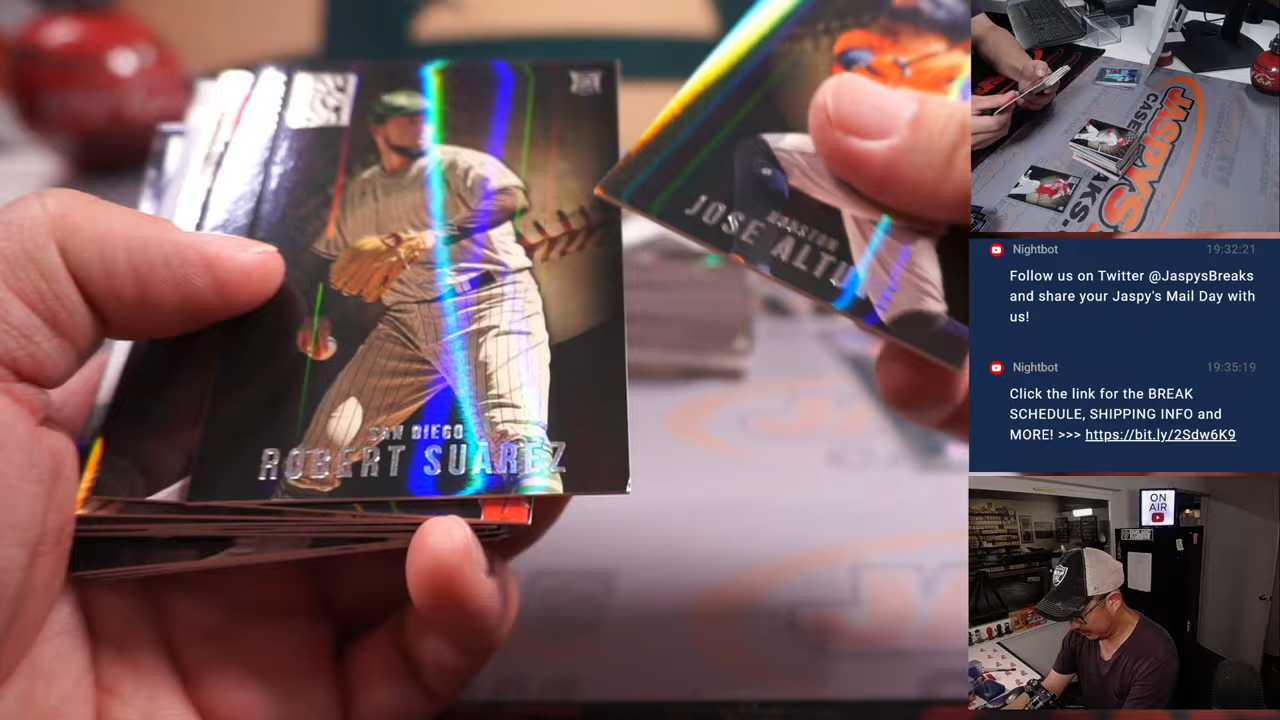 SAN DIEGO
ROBERT SUAREZ
HOUSTON
JOSE ALTU
JASPY'S
CASE
KS.
Nightbot 19:32:21
Follow us on Twitter @JaspysBreaks
and share your Jaspy's Mail Day with
us!
Nightbot 19:35:19
Click the link for the BREAK
SCHEDULE, SHIPPING INFO and
MORE! >>> https://bit.ly/2Sdw6K9
ON
AIR